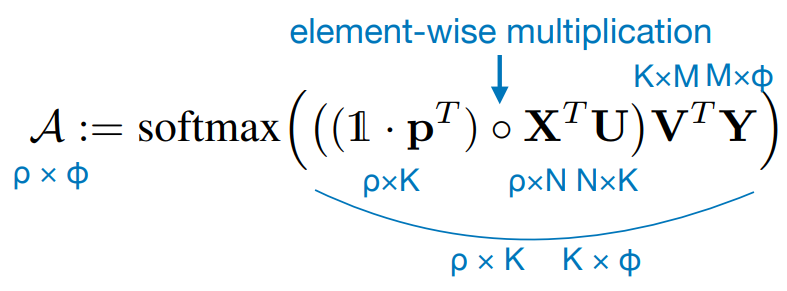 element-wise multiplication
K×M M×ϕ
𝒜 := softmax(((𝟙 · p^T) ∘ X^T U) V^T Y)
ρ × ϕ
ρ×K ρ×N N×K
ρ × K K × ϕ